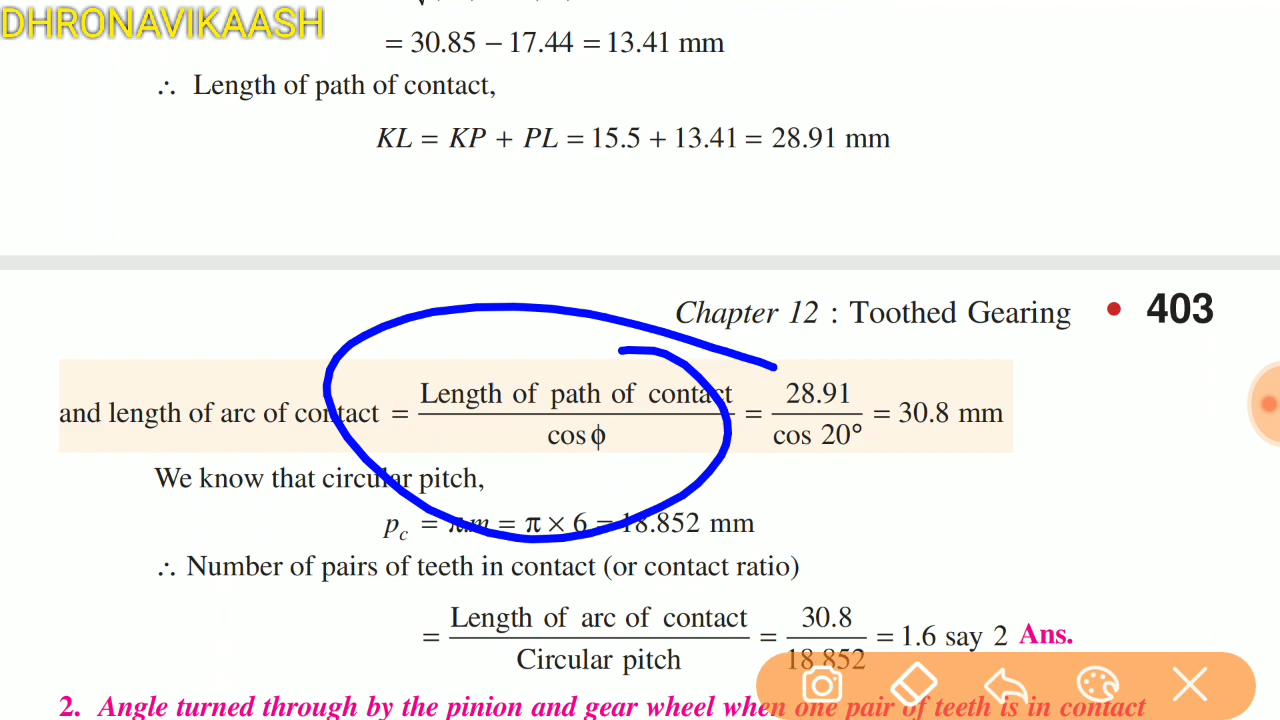 DHRONAVIKAASH
= 30.85 − 17.44 = 13.41 mm
∴ Length of path of contact,
KL = KP + PL = 15.5 + 13.41 = 28.91 mm
Chapter 12 : Toothed Gearing • 403
and length of arc of contact = Length of path of contact / cos ϕ = 28.91 / cos 20° = 30.8 mm
We know that circular pitch,
p_c = πm = π × 6 = 18.852 mm
∴ Number of pairs of teeth in contact (or contact ratio)
= Length of arc of contact / Circular pitch = 30.8 / 18.852 = 1.6 say 2 Ans.
2. Angle turned through by the pinion and gear wheel when one pair of teeth is in contact